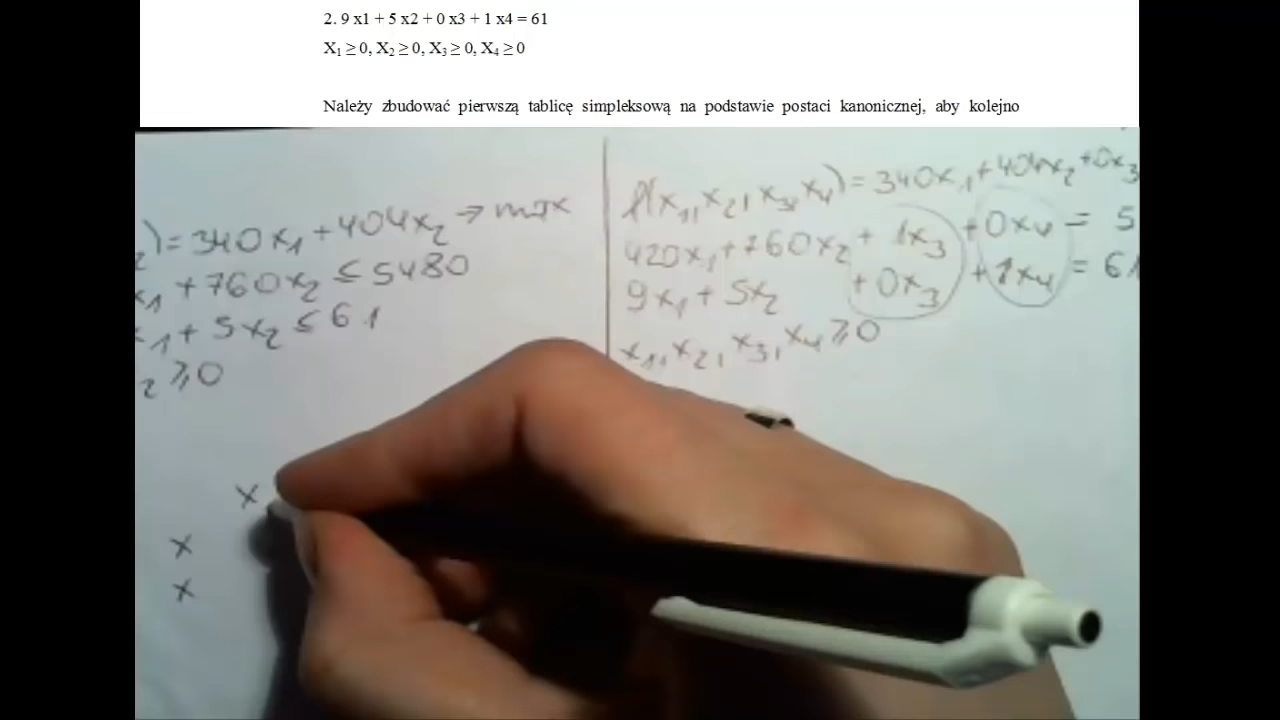 2. 9 x1 + 5 x2 + 0 x3 + 1 x4 = 61
X₁ ≥ 0, X₂ ≥ 0, X₃ ≥ 0, X₄ ≥ 0
Należy zbudować pierwszą tablicę simpleksową na podstawie postaci kanonicznej, aby kolejno
₂) = 340x₁ + 404x₂ → max
x₁ + 760x₂ ≤ 5480
x₁ + 5x₂ ≤ 61
₂ ≥ 0
x
x
x
f(x₁, x₂, x₃, x₄) = 340x₁ + 404x₂ + 0x₃
420x₁ + 760x₂ + 1x₃ + 0x₄ = 5
9x₁ + 5x₂ + 0x₃ + 1x₄ = 61
x₁, x₂, x₃, x₄ ≥ 0